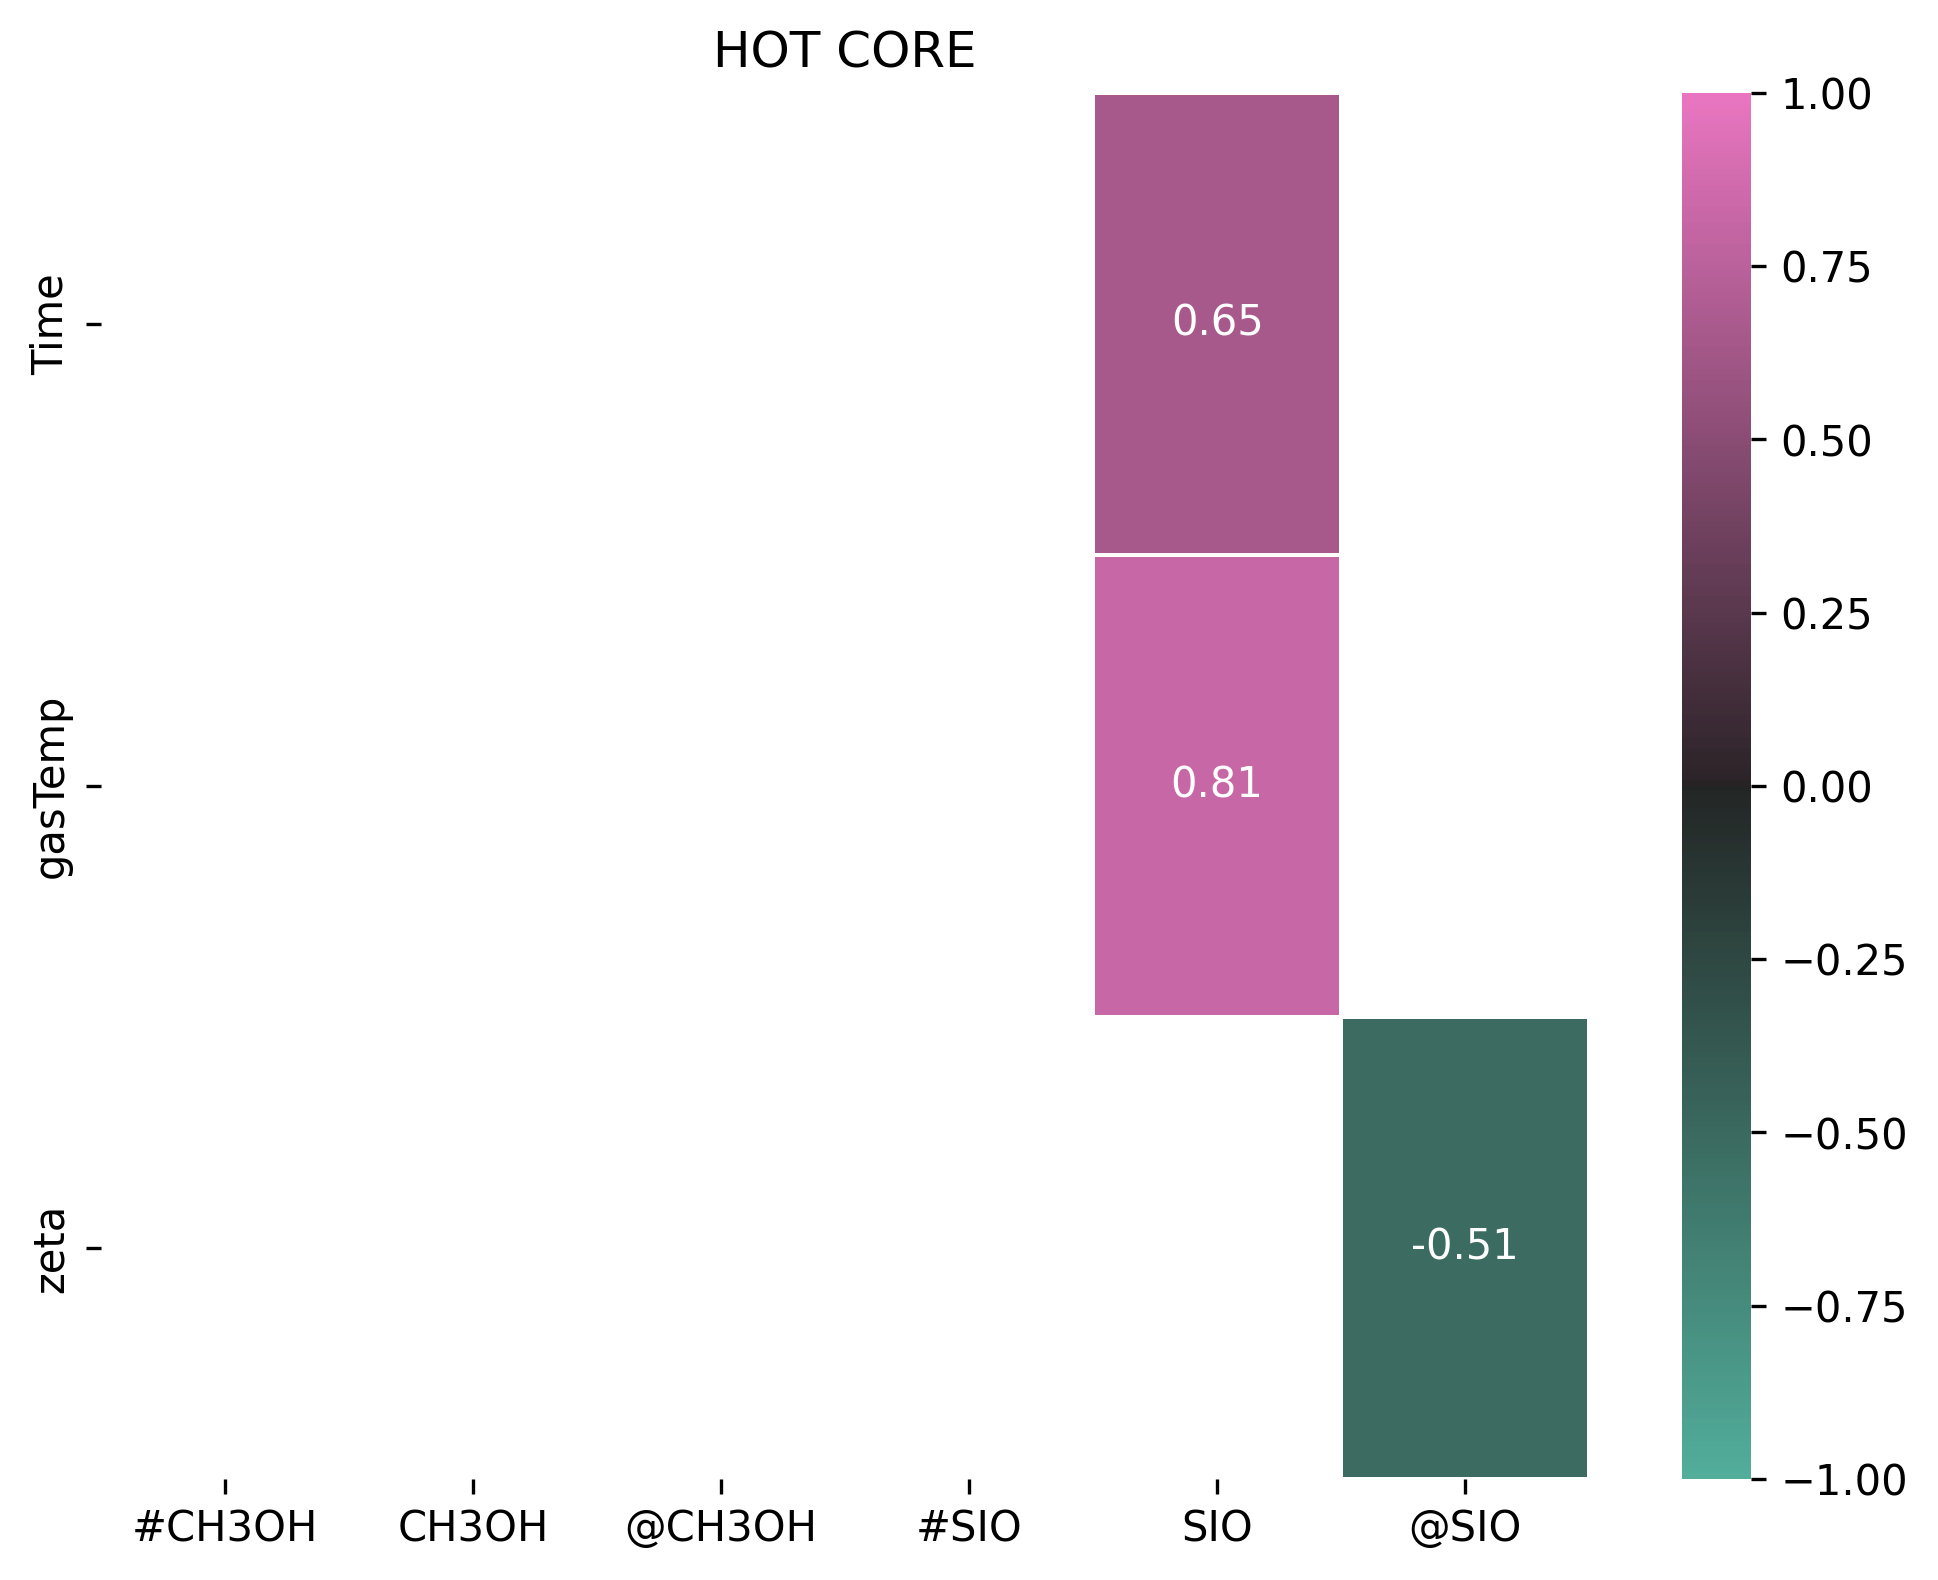 HOT CORE
Time
gasTemp
zeta
0.65
0.81
-0.51
#CH3OH
CH3OH
@CH3OH
#SIO
SIO
@SIO
1.00
0.75
0.50
0.25
0.00
−0.25
−0.50
−0.75
−1.00